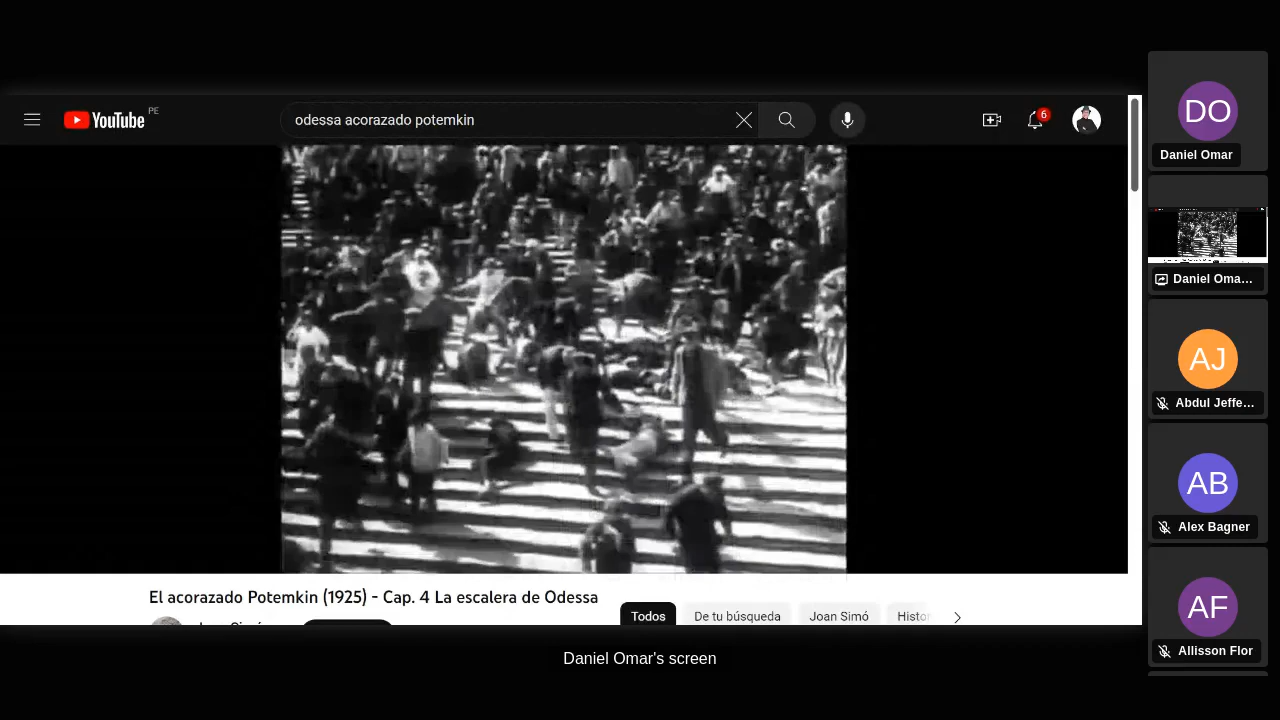 YouTube PE
odessa acorazado potemkin
6
El acorazado Potemkin (1925) - Cap. 4 La escalera de Odessa
Todos
De tu búsqueda
Joan Simó
Histor
Daniel Omar's screen
DO
Daniel Omar
Daniel Oma...
AJ
Abdul Jeffe...
AB
Alex Bagner
AF
Allisson Flor